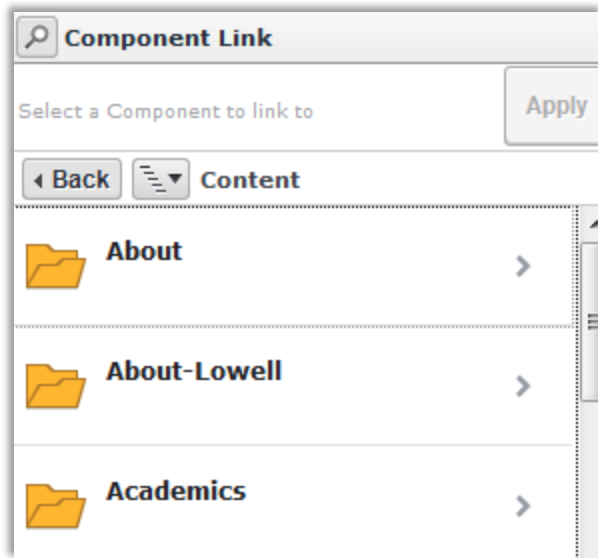 Component Link
Select a Component to link to
Apply
Back
Content
About
About-Lowell
Academics